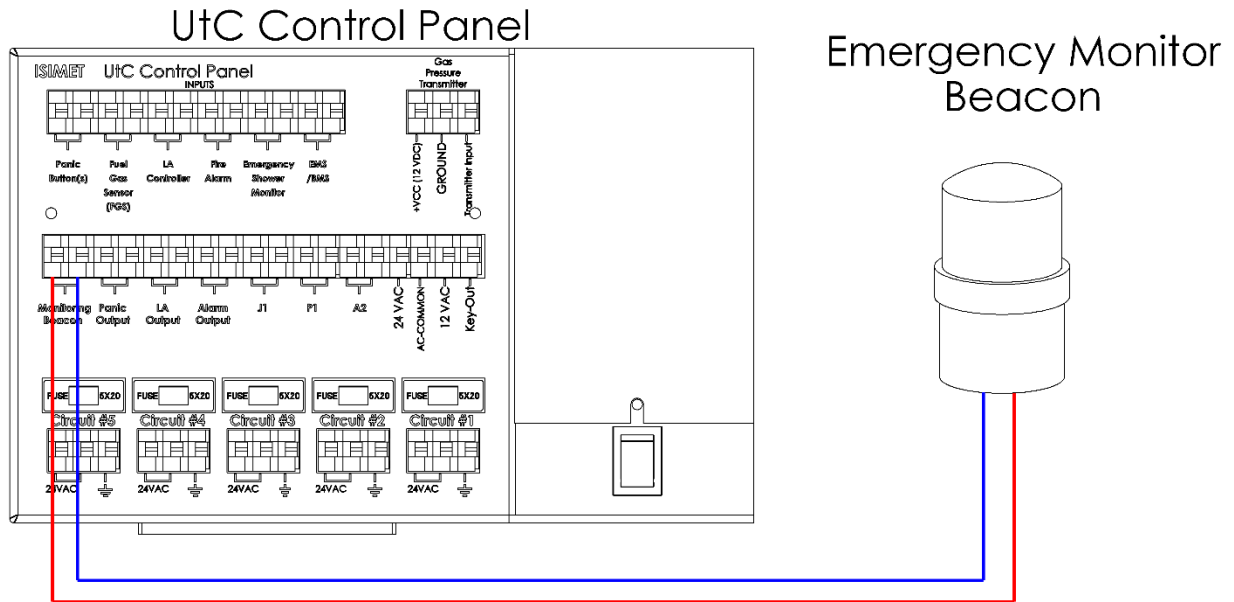 UtC Control Panel
Emergency Monitor
Beacon
ISIMET UtC Control Panel
INPUTS
Gas
Pressure
Transmitter
Panic
Button(s)
Fuel
Gas
Sensor
(FGS)
LA
Controller
Fire
Alarm
Emergency
Shower
Monitor
EMS
/BMS
+VCC (12 VDC)
GROUND
Transmitter Input
Monitoring
Beacon
Panic
Output
LA
Output
Alarm
Output
J1
P1
A2
24 VAC
AC-COMMON
12 VAC
Key-Out
FUSE 5X20
FUSE 5X20
FUSE 5X20
FUSE 5X20
FUSE 5X20
Circuit #5
Circuit #4
Circuit #3
Circuit #2
Circuit #1
24VAC
24VAC
24VAC
24VAC
24VAC